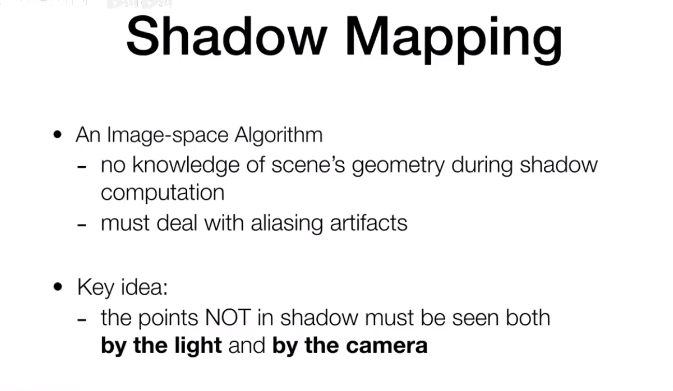 Shadow Mapping
• An Image-space Algorithm
- no knowledge of scene's geometry during shadow
computation
- must deal with aliasing artifacts
• Key idea:
- the points NOT in shadow must be seen both
by the light and by the camera